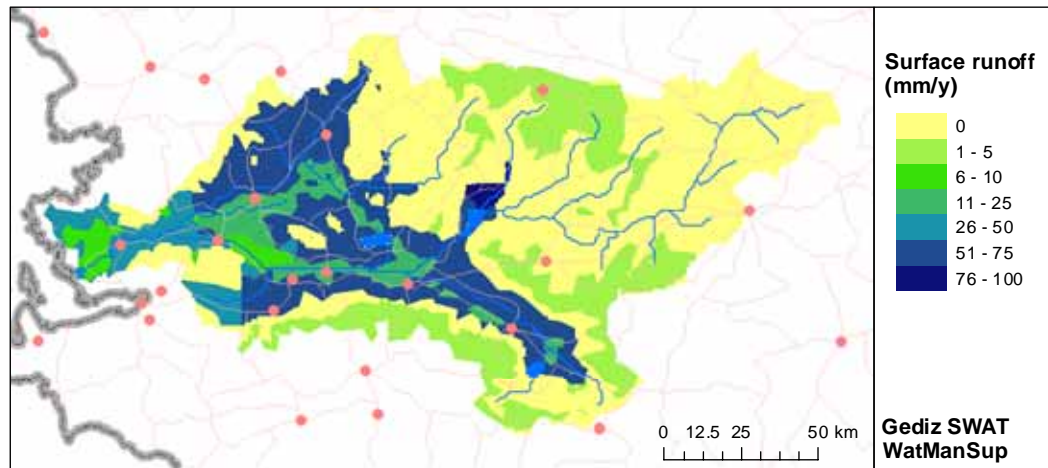 Surface runoff
(mm/y)
0
1 - 5
6 - 10
11 - 25
26 - 50
51 - 75
76 - 100
0 12.5 25 50 km
Gediz SWAT
WatManSup